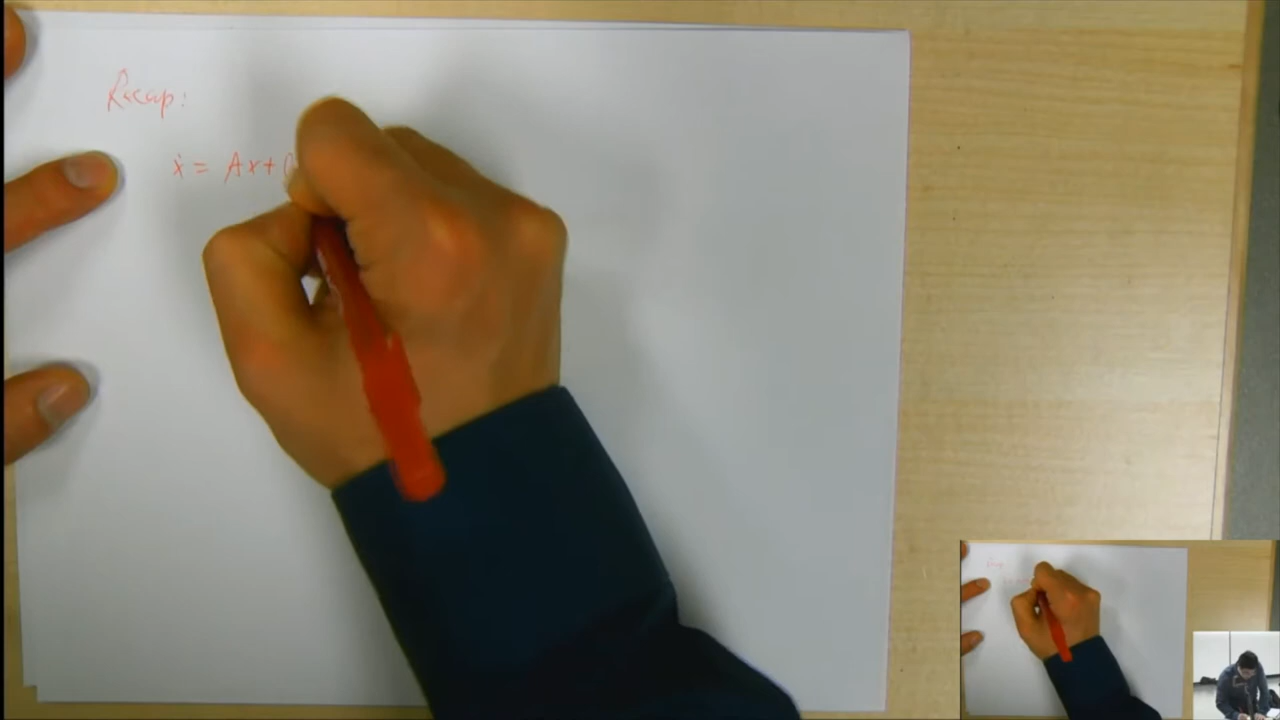 Recap:
ẋ = Ax +